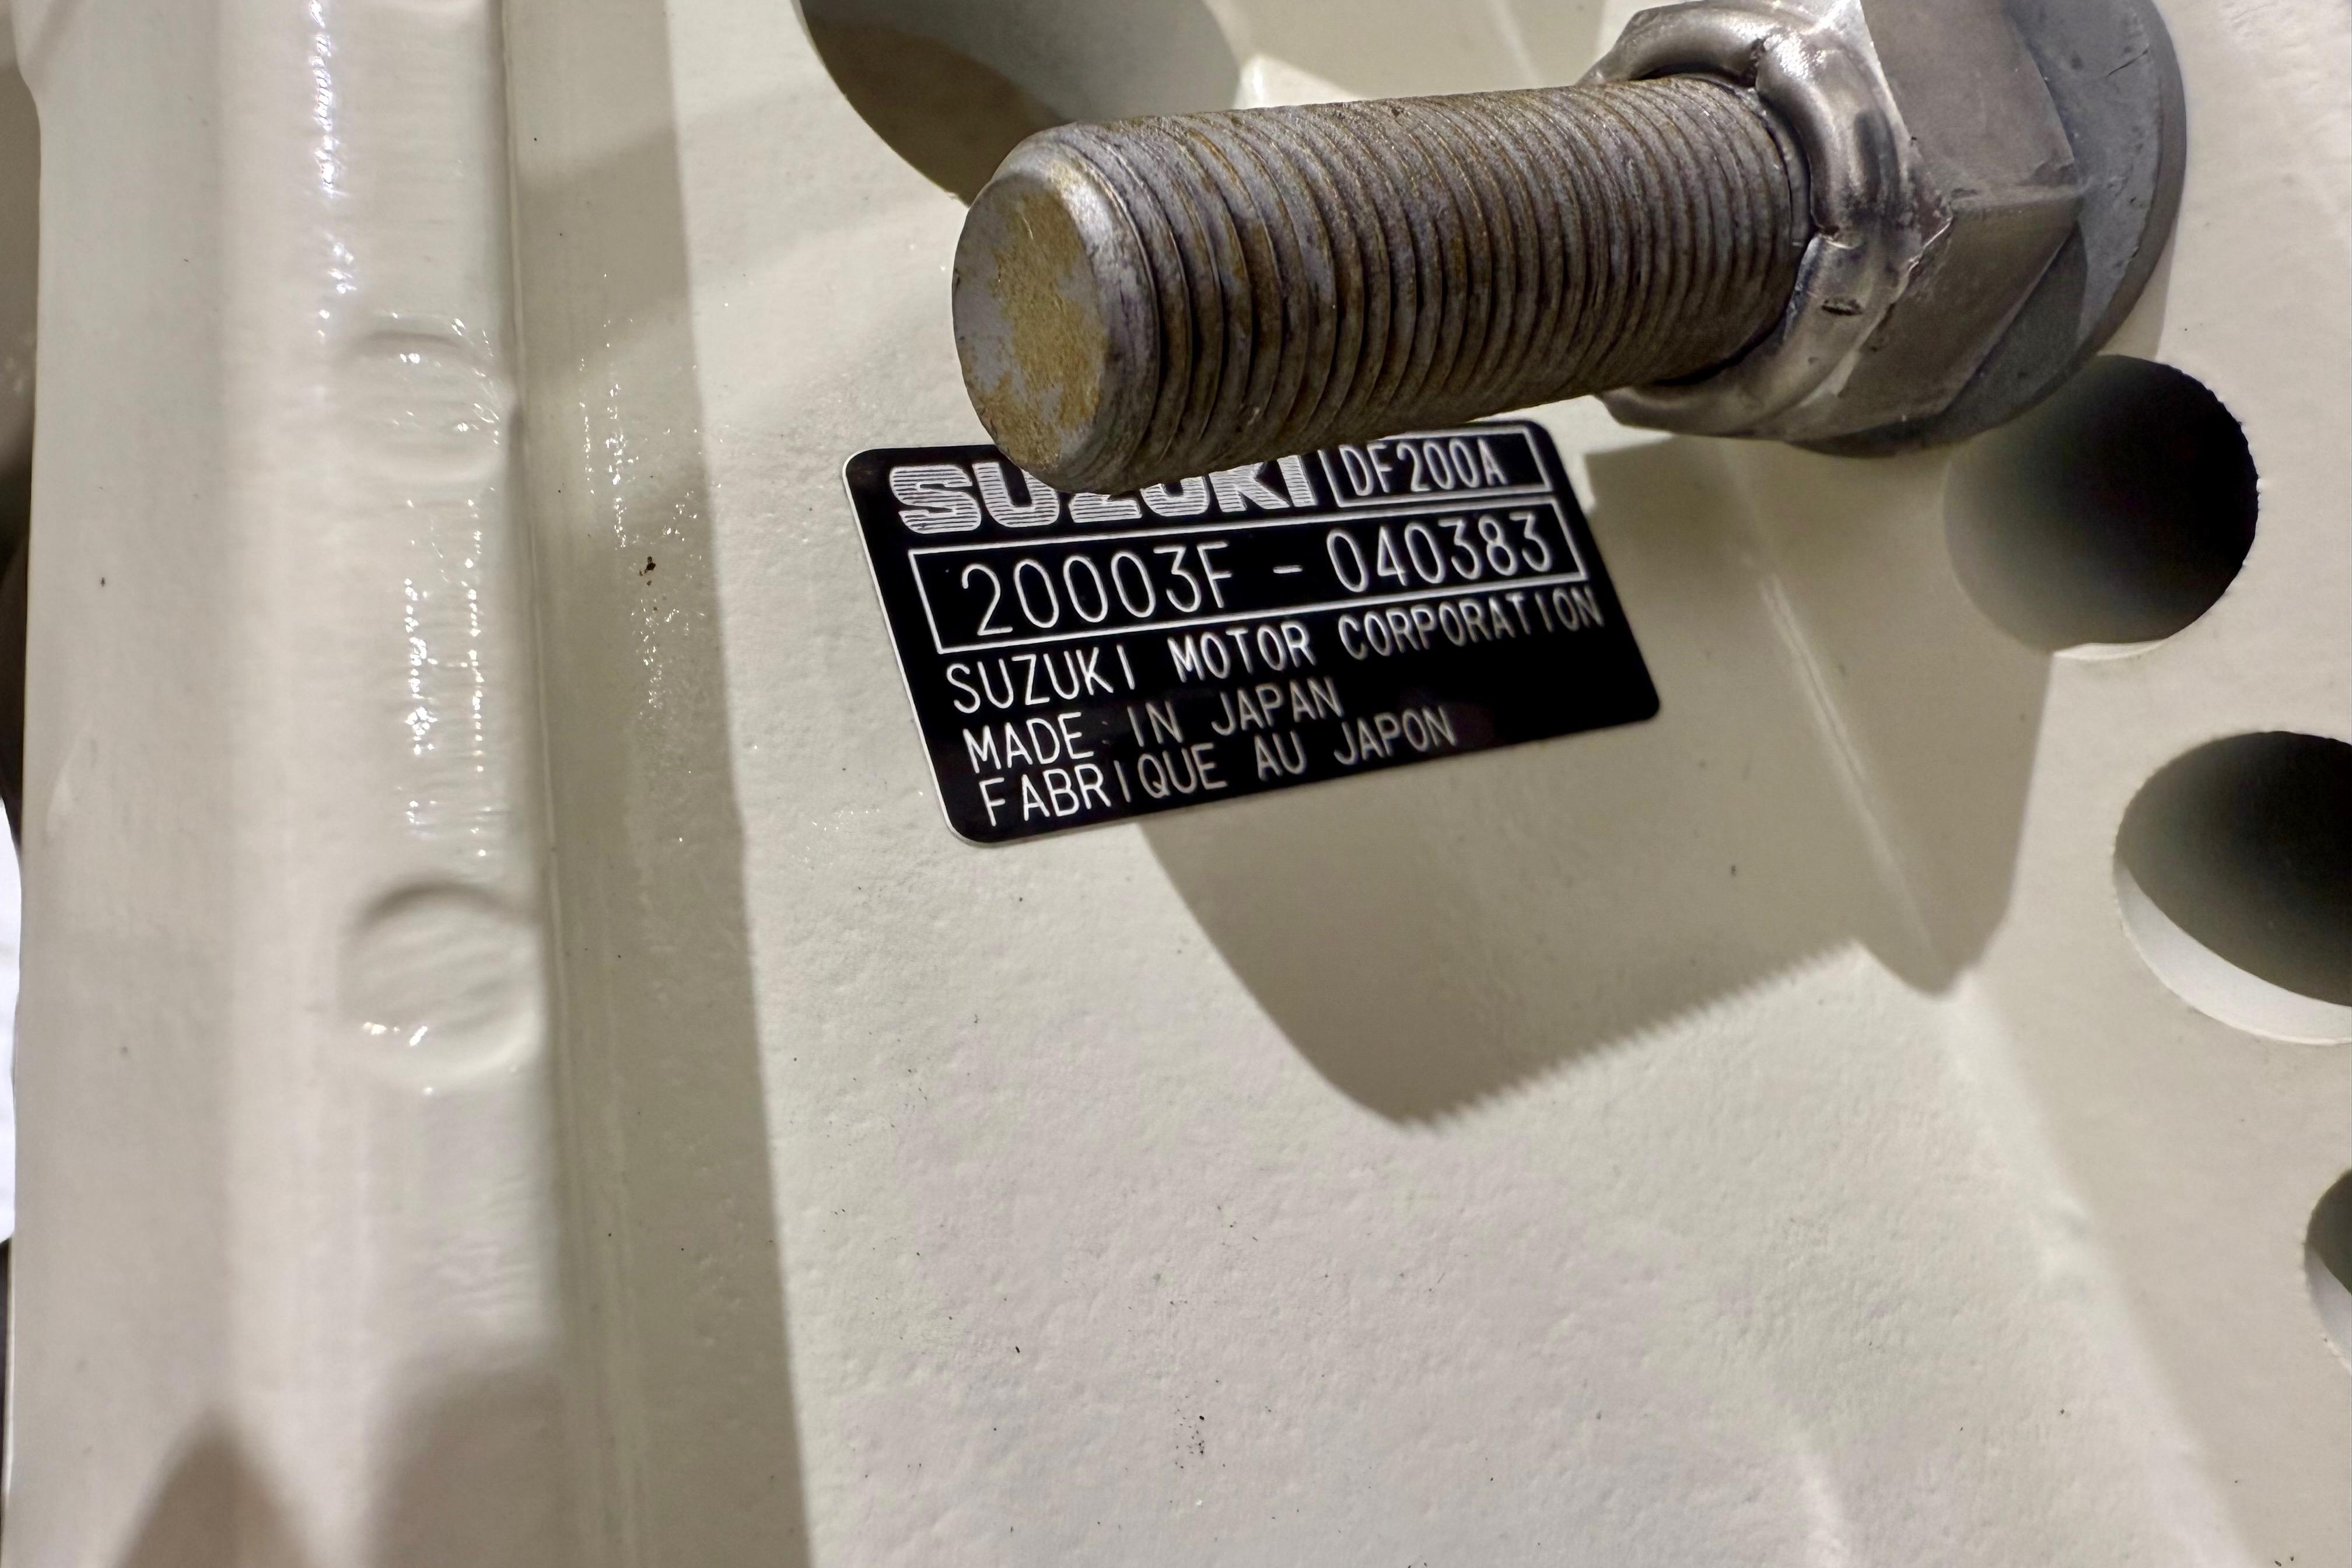 SUZUKI DF200A
20003F - 040383
SUZUKI MOTOR CORPORATION
MADE IN JAPAN
FABRIQUE AU JAPON